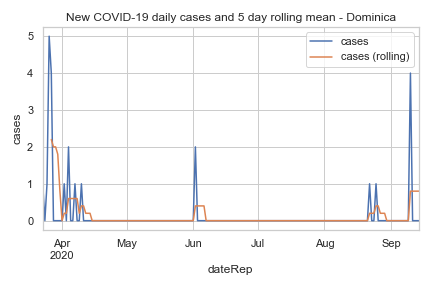 New COVID-19 daily cases and 5 day rolling mean - Dominica
cases
cases (rolling)
5
4
3
2
1
0
cases
Apr
2020
May
Jun
Jul
Aug
Sep
dateRep